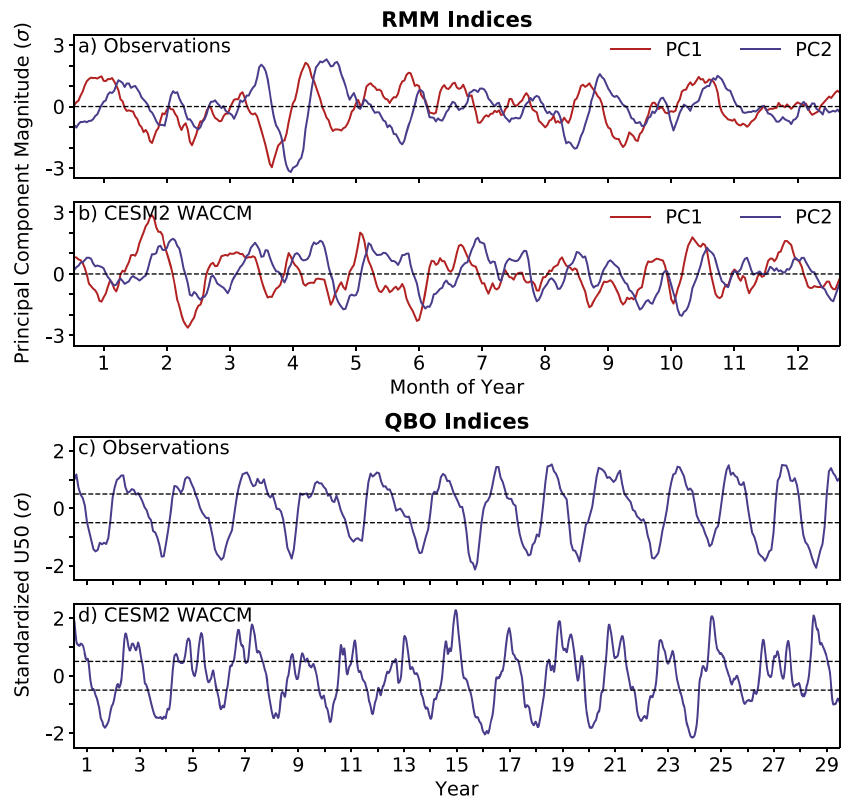 RMM Indices
Principal Component Magnitude (σ)
a) Observations
PC1 PC2
3
0
-3
b) CESM2 WACCM
PC1 PC2
3
0
-3
1 2 3 4 5 6 7 8 9 10 11 12
Month of Year
QBO Indices
Standardized U50 (σ)
c) Observations
2
0
-2
d) CESM2 WACCM
2
0
-2
1 3 5 7 9 11 13 15 17 19 21 23 25 27 29
Year